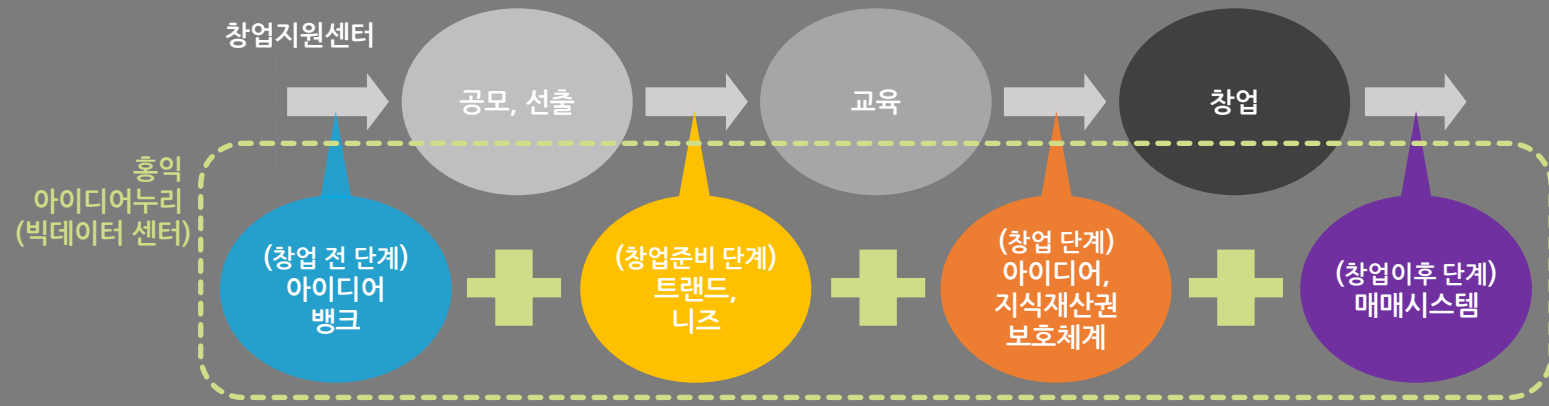 창업지원센터
공모, 선출
교육
창업
홍익
아이디어누리
(빅데이터 센터)
(창업 전 단계)
아이디어
뱅크
(창업준비 단계)
트랜드,
니즈
(창업 단계)
아이디어,
지식재산권
보호체계
(창업이후 단계)
매매시스템